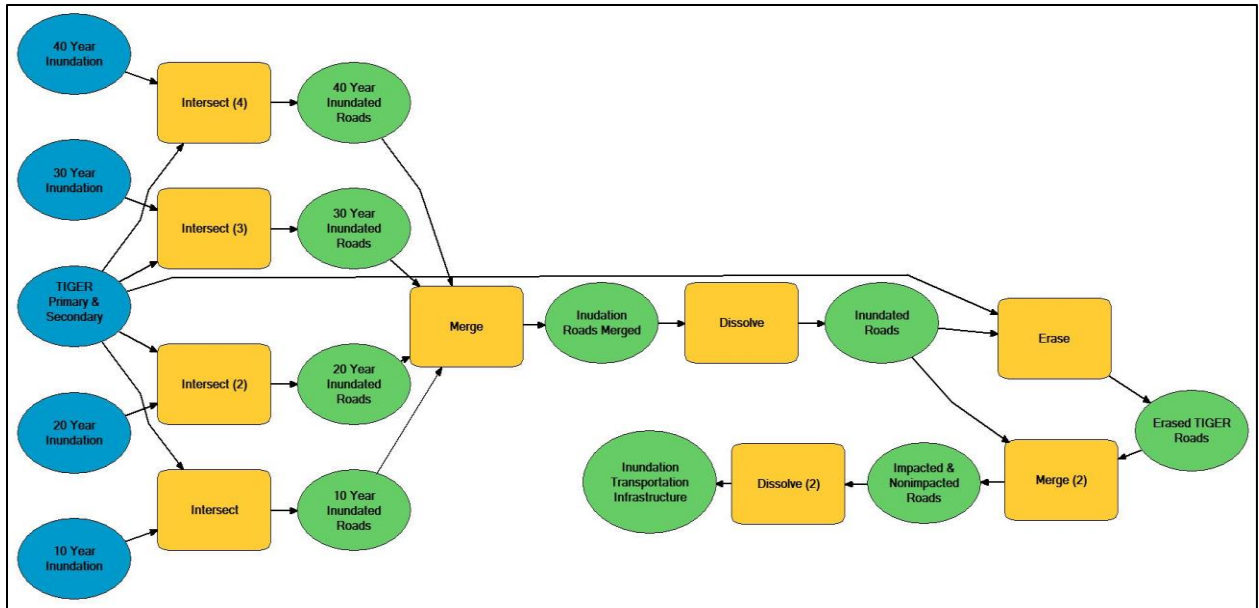 40 Year
Inundation
Intersect (4)
40 Year
Inundated
Roads
30 Year
Inundation
Intersect (3)
30 Year
Inundated
Roads
TIGER
Primary &
Secondary
Merge
Inudation
Roads Merged
Dissolve
Inundated
Roads
Erase
Intersect (2)
20 Year
Inundated
Roads
20 Year
Inundation
Erased TIGER
Roads
Inundation
Transportation
Infrastructure
Dissolve (2)
Impacted &
Nonimpacted
Roads
Merge (2)
Intersect
10 Year
Inundated
Roads
10 Year
Inundation